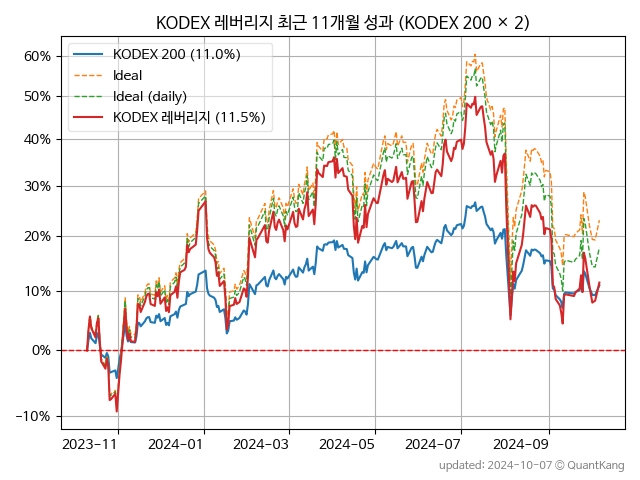 KODEX 레버리지 최근 11개월 성과 (KODEX 200 × 2)
KODEX 200 (11.0%)
Ideal
Ideal (daily)
KODEX 레버리지 (11.5%)
60%
50%
40%
30%
20%
10%
0%
−10%
2023-11
2024-01
2024-03
2024-05
2024-07
2024-09
updated: 2024-10-07 © QuantKang